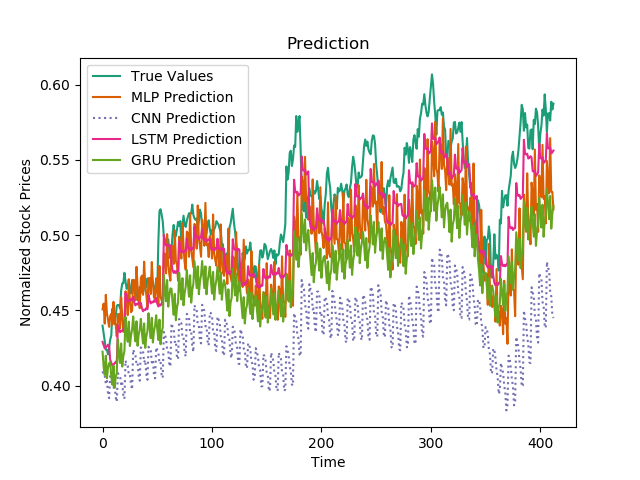 Prediction
True Values
MLP Prediction
CNN Prediction
LSTM Prediction
GRU Prediction
Normalized Stock Prices
0.60
0.55
0.50
0.45
0.40
0 100 200 300 400
Time